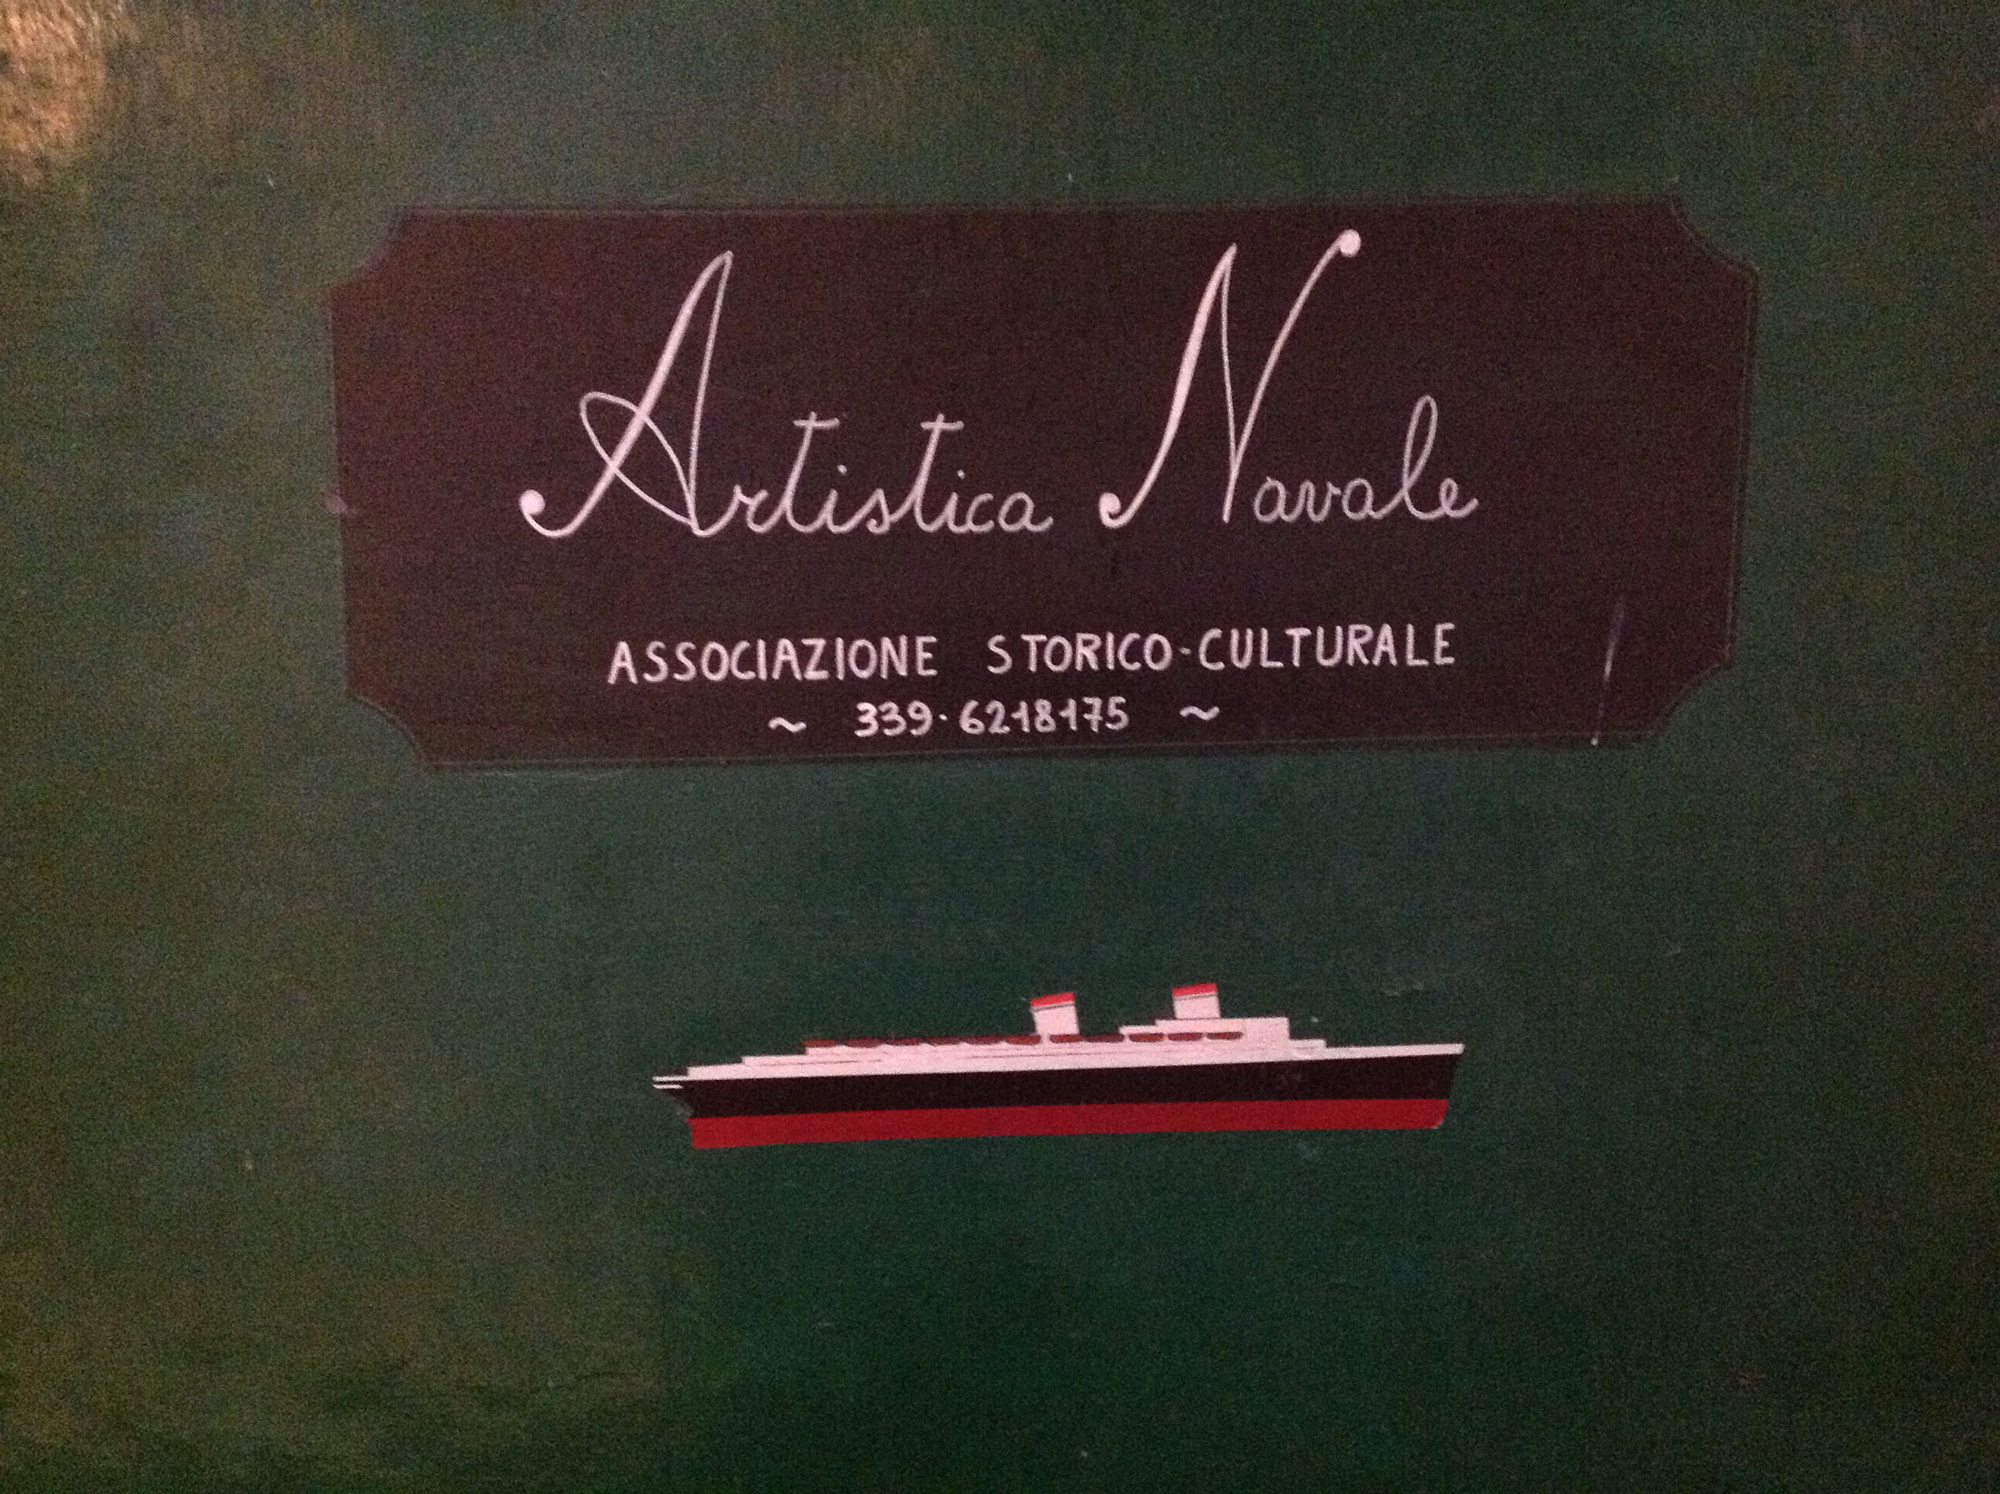 Artistica Navale
ASSOCIAZIONE STORICO-CULTURALE
~ 339·6218175 ~